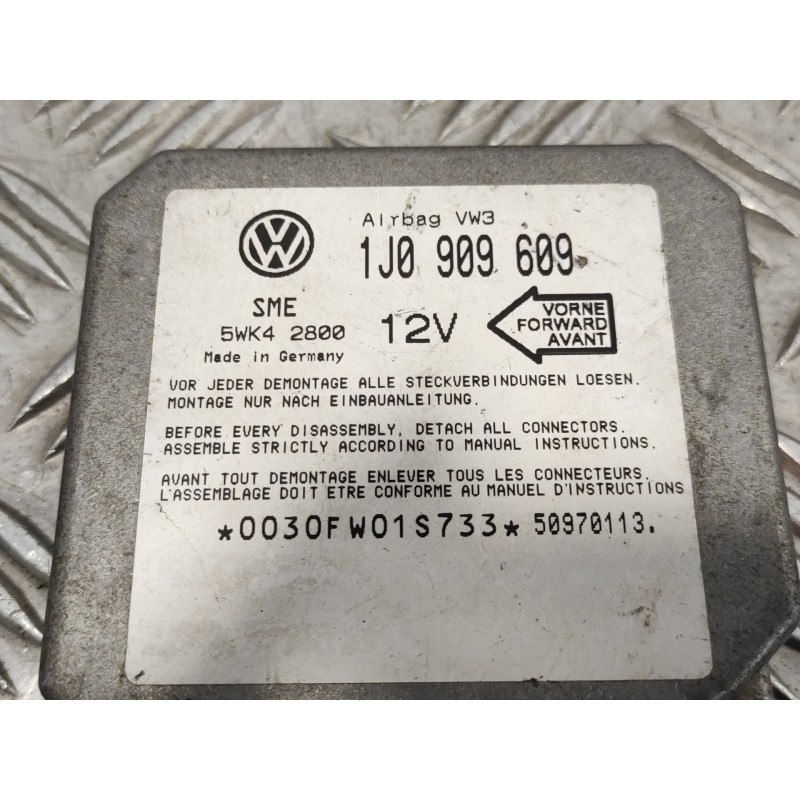 Airbag VW3
1J0 909 609
SME
5WK4 2800
Made in Germany
12V
VORNE
FORWARD
AVANT
VOR JEDER DEMONTAGE ALLE STECKVERBINDUNGEN LOESEN.
MONTAGE NUR NACH EINBAUANLEITUNG.
BEFORE EVERY DISASSEMBLY, DETACH ALL CONNECTORS.
ASSEMBLE STRICTLY ACCORDING TO MANUAL INSTRUCTIONS.
AVANT TOUT DEMONTAGE ENLEVER TOUS LES CONNECTEURS.
L'ASSEMBLAGE DOIT ETRE CONFORME AU MANUEL D'INSTRUCTIONS
*0030FW01S733* 50970113.